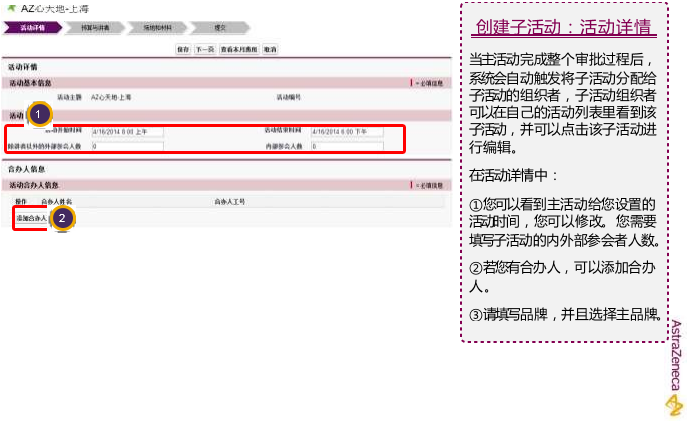 AZ心大地-上海
活动详情
预算与讲者
场地和材料
提交
保存 下一页 查看本月费用 取消
活动详情
活动基本信息
= 必填信息
活动主题 AZ心天地-上海 活动编号
活动
1
活动开始时间 4/16/2014 8:00 上午 活动结束时间 4/16/2014 6:00 下午
除讲者以外的外部参会人数 0 内部参会人数 0
合办人信息
活动合办人信息
= 必填信息
操作 合办人姓名 合办人工号
添加合办人
2
创建子活动：活动详情
当主活动完成整个审批过程后，
系统会自动触发将子活动分配给
子活动的组织者，子活动组织者
可以在自己的活动列表里看到该
子活动，并可以点击该子活动进
行编辑。
在活动详情中：
①您可以看到主活动给您设置的
活动时间，您可以修改。您需要
填写子活动的内外部参会者人数。
②若您有合办人，可以添加合办
人。
③请填写品牌，并且选择主品牌。
AstraZeneca